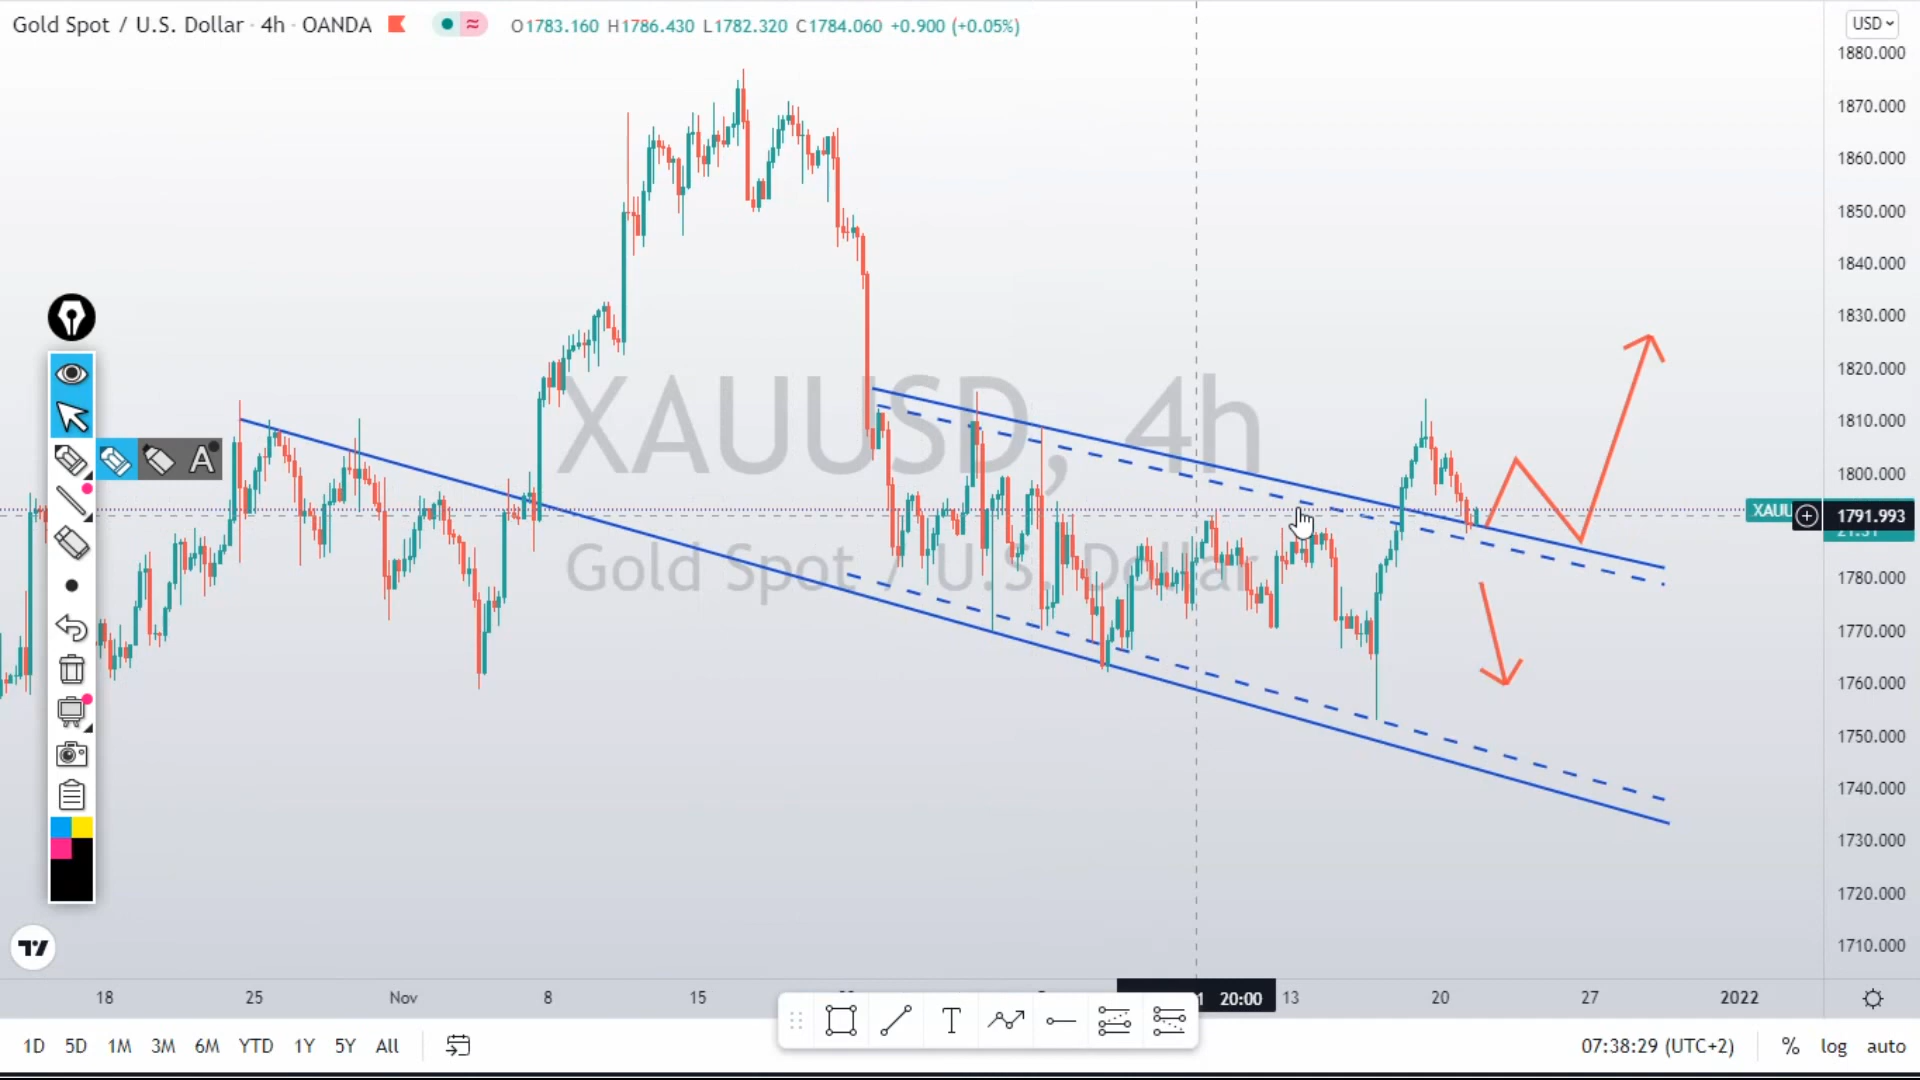 Gold Spot / U.S. Dollar · 4h · OANDA
O1783.160 H1786.430 L1782.320 C1784.060 +0.900 (+0.05%)
USD
1880.000
1870.000
1860.000
1850.000
1840.000
1830.000
1820.000
1810.000
1800.000
XAUU
1791.993
1780.000
1770.000
1760.000
1750.000
1740.000
1730.000
1720.000
1710.000
XAUUSD, 4h
Gold Spot / U.S. Dollar
A
18 25 Nov 8 15 1 20:00 13 20 27 2022
T
1D 5D 1M 3M 6M YTD 1Y 5Y All
07:38:29 (UTC+2) % log auto